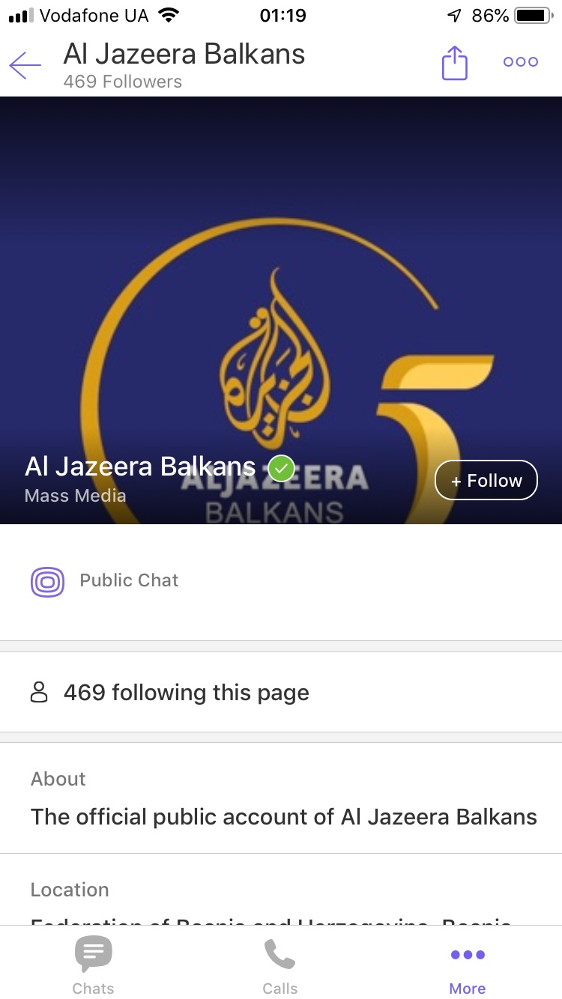 Vodafone UA 01:19 86%
Al Jazeera Balkans
469 Followers
5
Al Jazeera Balkans
Mass Media
+ Follow
ALJAZEERA
BALKANS
الجزيرة
Public Chat
469 following this page
About
The official public account of Al Jazeera Balkans
Location
Federation of Bosnia and Herzegovina, Bosnia
Chats
Calls
More